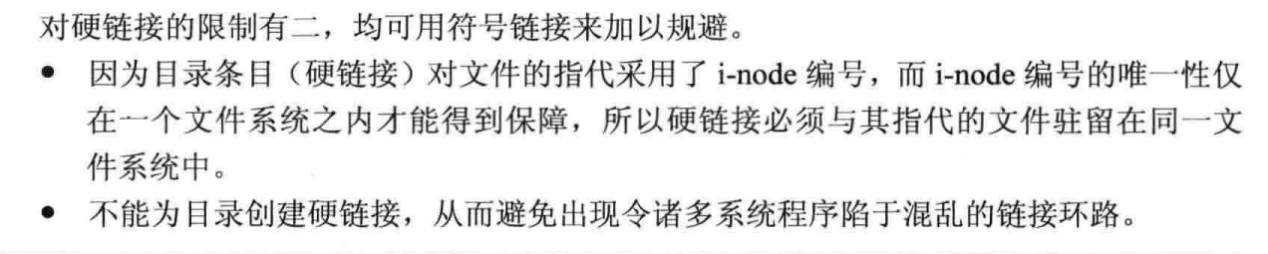 对硬链接的限制有二，均可用符号链接来加以规避。
● 因为目录条目（硬链接）对文件的指代采用了 i-node 编号，而 i-node 编号的唯一性仅
在一个文件系统之内才能得到保障，所以硬链接必须与其指代的文件驻留在同一文
件系统中。
● 不能为目录创建硬链接，从而避免出现令诸多系统程序陷于混乱的链接环路。